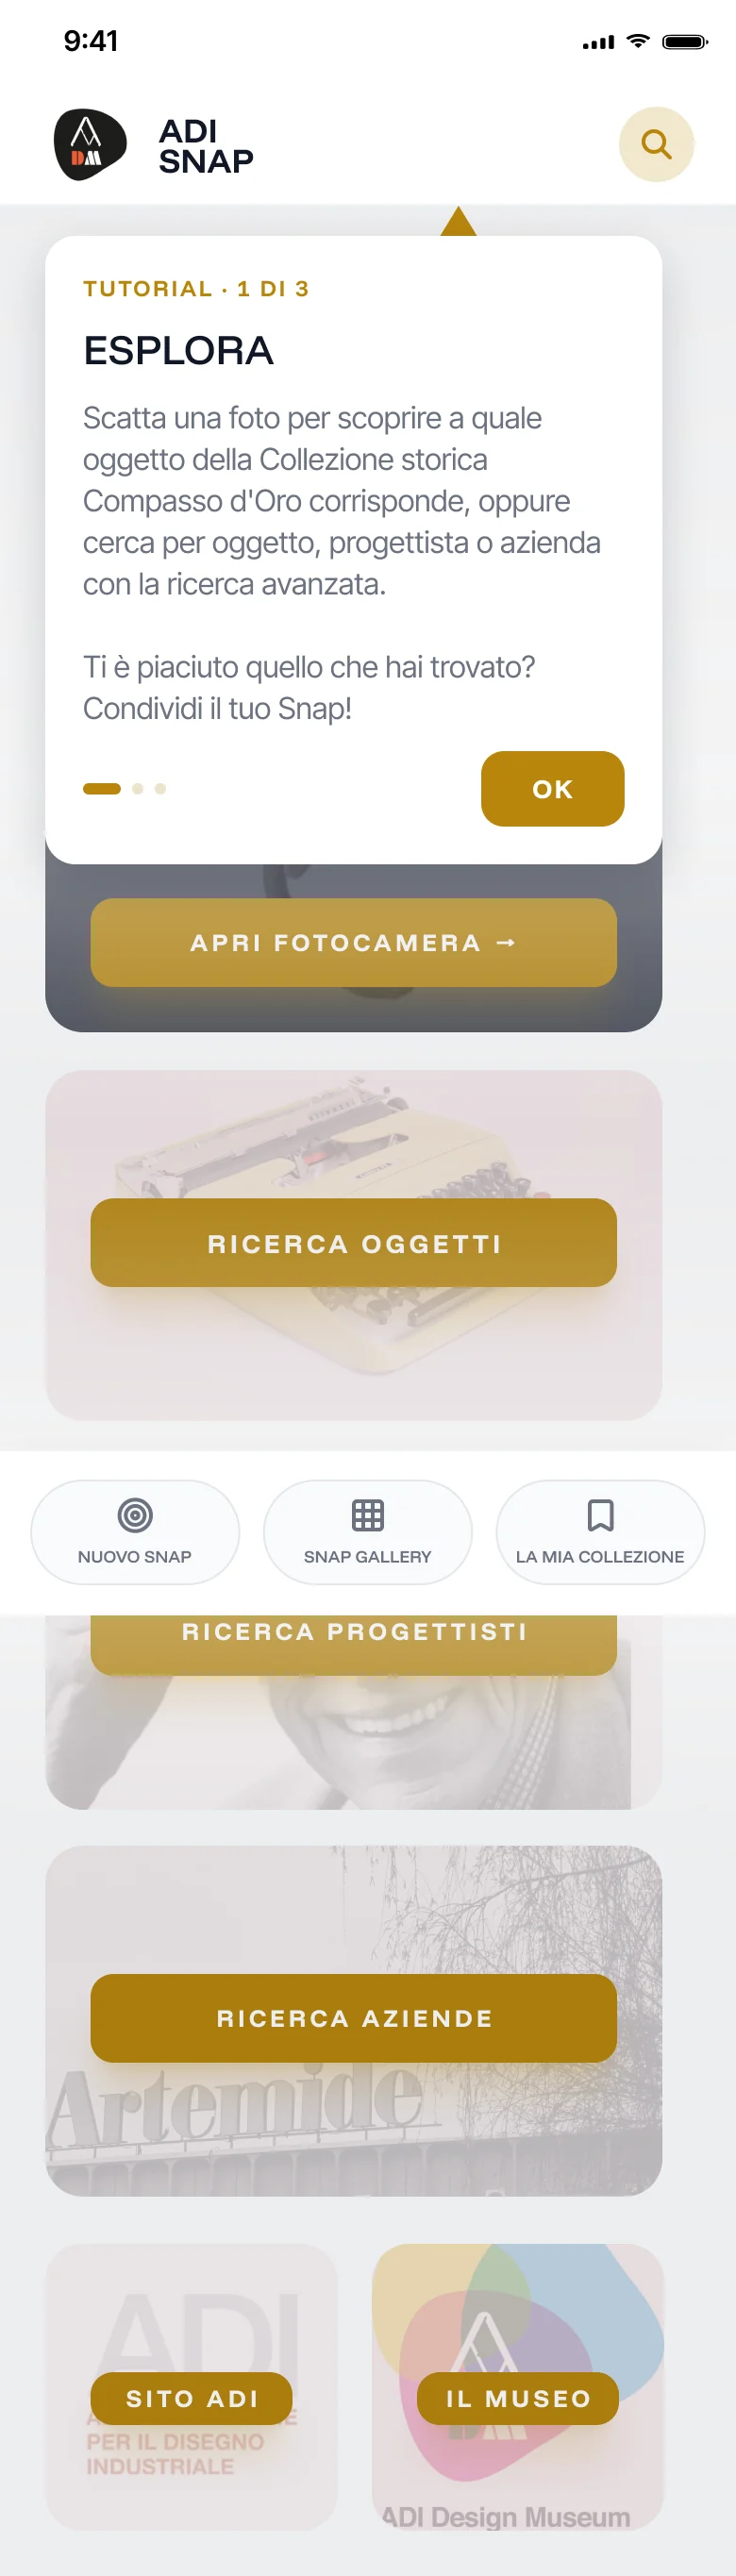 9:41
ADI
SNAP
DM
TUTORIAL · 1 DI 3
ESPLORA
Scatta una foto per scoprire a quale
oggetto della Collezione storica
Compasso d'Oro corrisponde, oppure
cerca per oggetto, progettista o azienda
con la ricerca avanzata.
Ti è piaciuto quello che hai trovato?
Condividi il tuo Snap!
OK
APRI FOTOCAMERA →
RICERCA OGGETTI
NUOVO SNAP
SNAP GALLERY
LA MIA COLLEZIONE
RICERCA PROGETTISTI
RICERCA AZIENDE
Artemide
ADI
SITO ADI
PER IL DISEGNO
INDUSTRIALE
IL MUSEO
ADI Design Museum